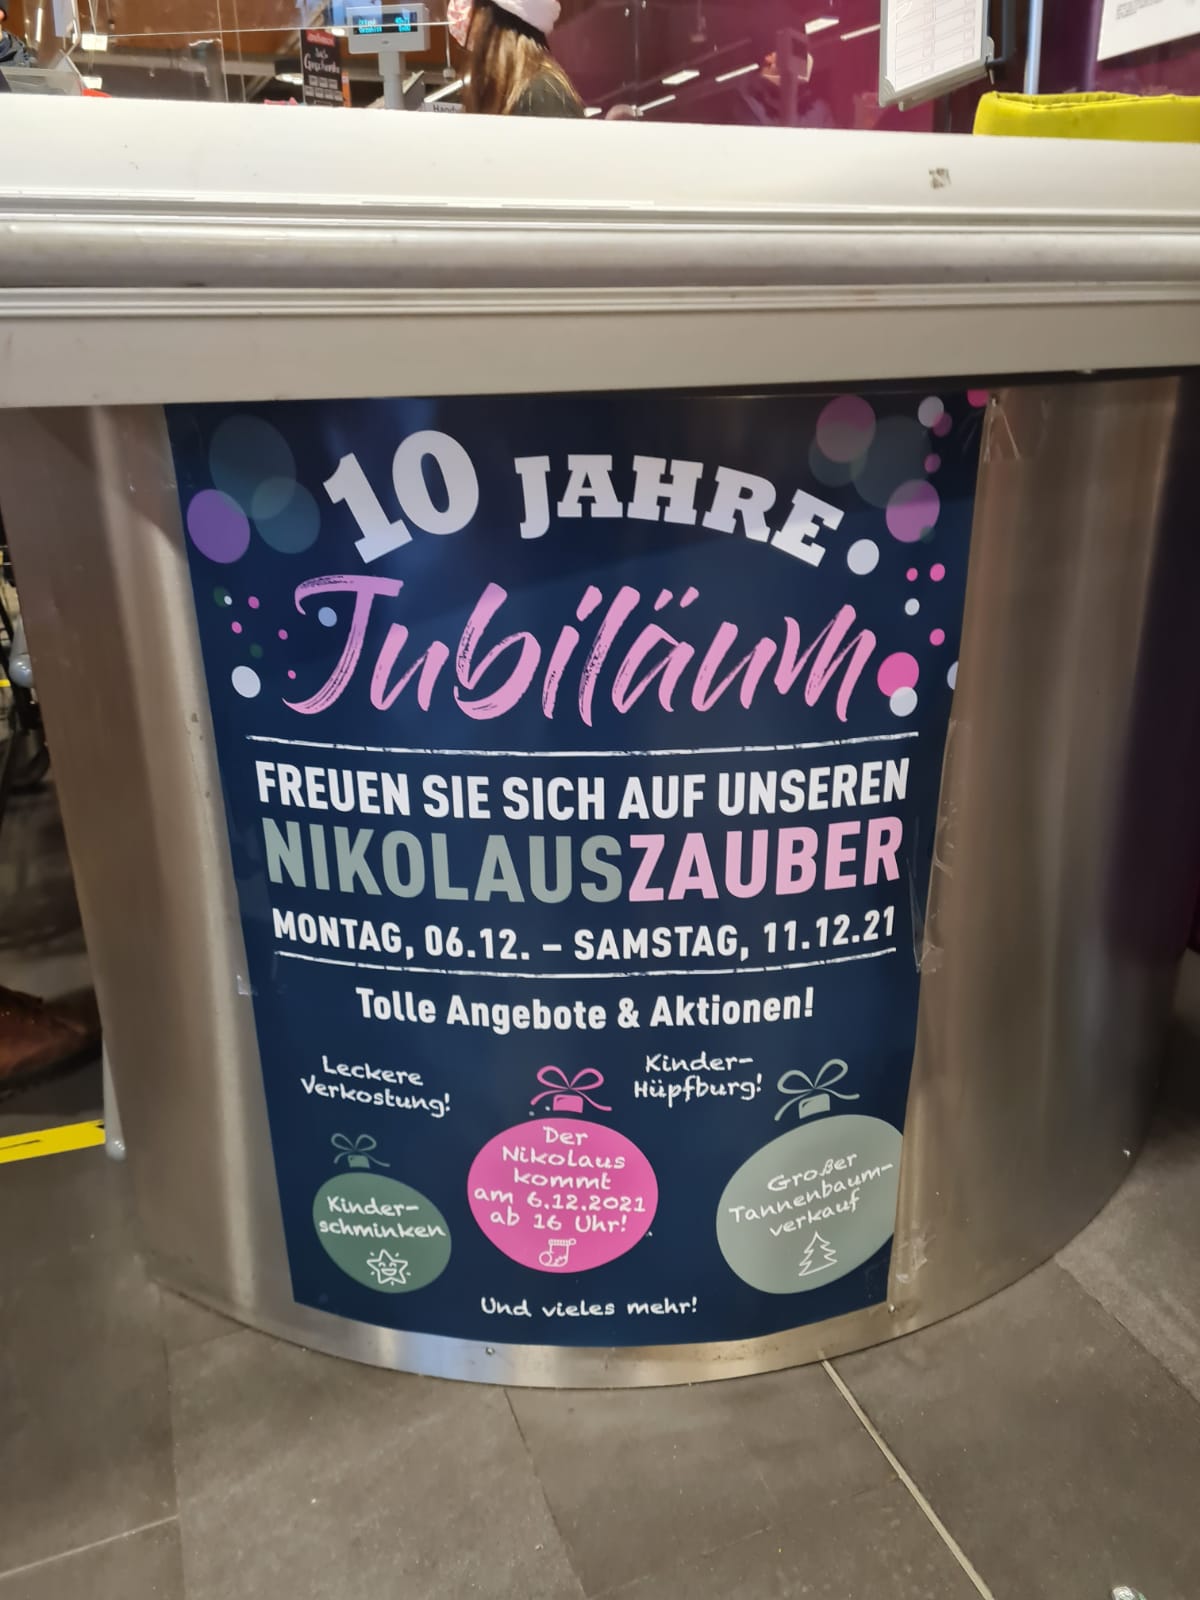 10 JAHRE
Jubiläum
FREUEN SIE SICH AUF UNSEREN
NIKOLAUSZAUBER
MONTAG, 06.12. – SAMSTAG, 11.12.21
Tolle Angebote & Aktionen!
Leckere
Verkostung!
Kinder-
Hüpfburg!
Kinder-
schminken
Der
Nikolaus
kommt
am 6.12.2021
ab 16 Uhr!
Großer
Tannenbaum-
verkauf
Und vieles mehr!